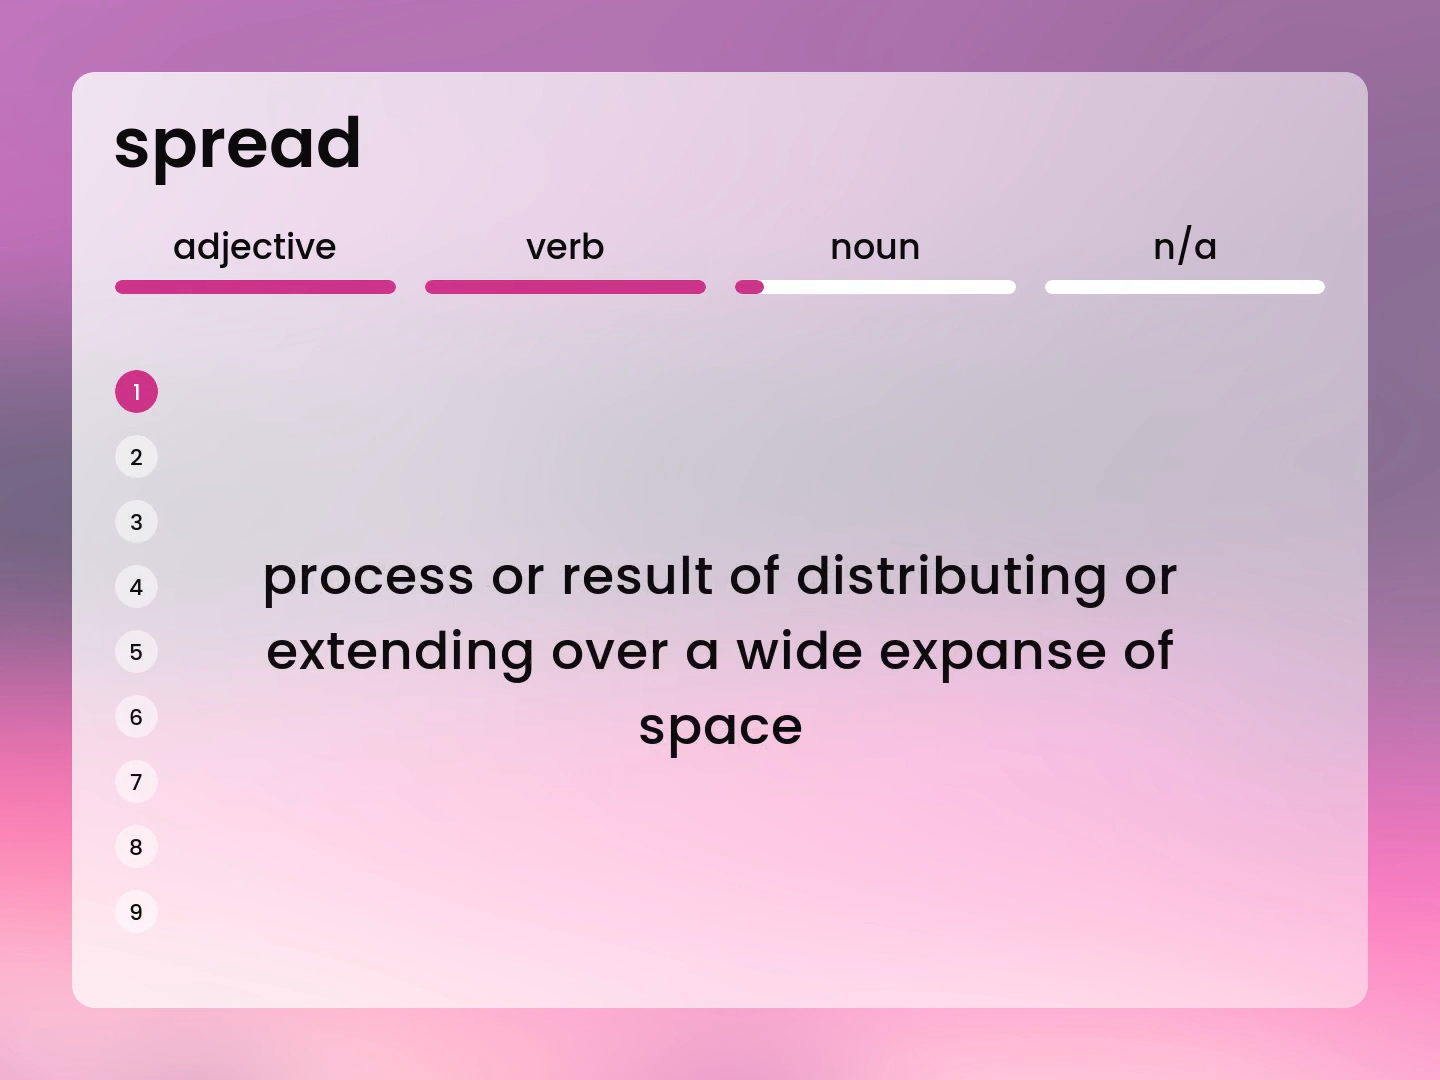 spread
adjective
verb
noun
n/a
1
2
3
4
5
6
7
8
9
process or result of distributing or
extending over a wide expanse of
space